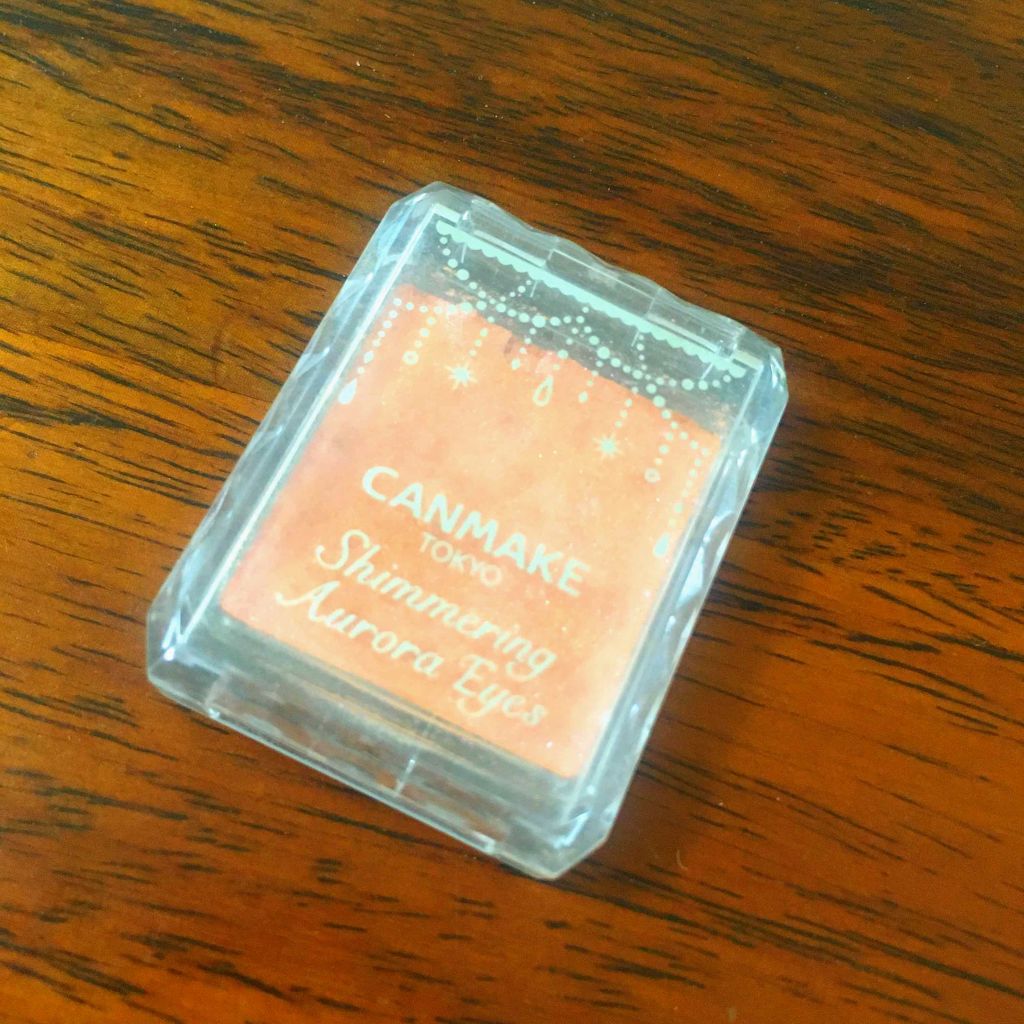 CANMAKE
TOKYO
Shimmering
Aurora Eyes